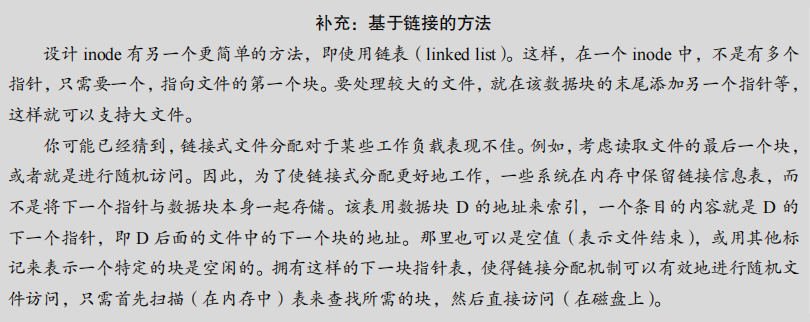 补充：基于链接的方法
设计 inode 有另一个更简单的方法，即使用链表（linked list）。这样，在一个 inode 中，不是有多个
指针，只需要一个，指向文件的第一个块。要处理较大的文件，就在该数据块的末尾添加另一个指针等，
这样就可以支持大文件。
你可能已经猜到，链接式文件分配对于某些工作负载表现不佳。例如，考虑读取文件的最后一个块，
或者就是进行随机访问。因此，为了使链接式分配更好地工作，一些系统在内存中保留链接信息表，而
不是将下一个指针与数据块本身一起存储。该表用数据块 D 的地址来索引，一个条目的内容就是 D 的
下一个指针，即 D 后面的文件中的下一个块的地址。那里也可以是空值（表示文件结束），或用其他标
记来表示一个特定的块是空闲的。拥有这样的下一块指针表，使得链接分配机制可以有效地进行随机文
件访问，只需首先扫描（在内存中）表来查找所需的块，然后直接访问（在磁盘上）。